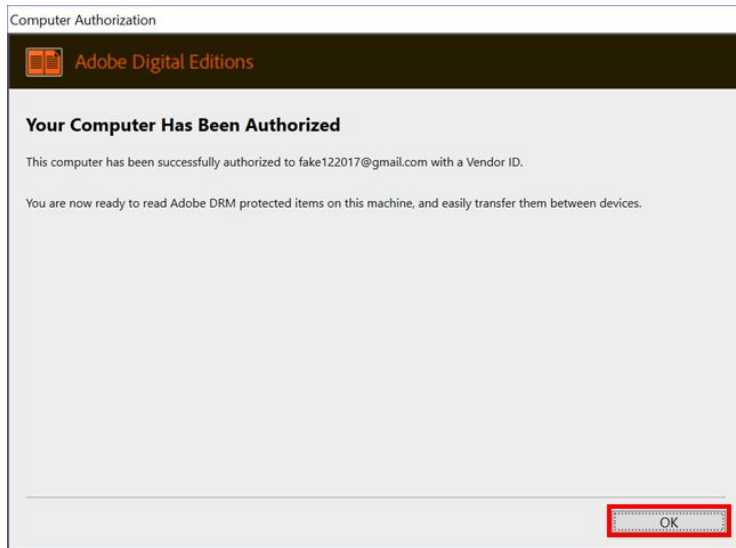 Computer Authorization
Adobe Digital Editions
Your Computer Has Been Authorized
This computer has been successfully authorized to fake122017@gmail.com with a Vendor ID.
You are now ready to read Adobe DRM protected items on this machine, and easily transfer them between devices.
OK